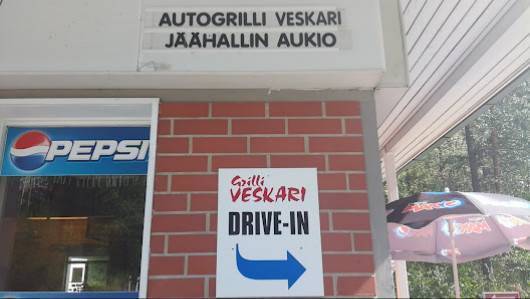 AUTOGRILLI VESKARI
JÄÄHALLIN AUKIO
PEPSI
Grilli
VESKARI
DRIVE-IN